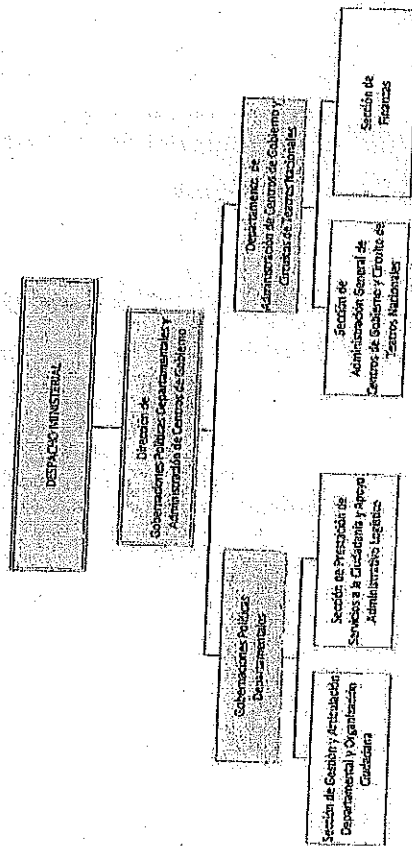 DESPACHO MINISTERIAL
Dirección de
Gobernaciones Políticas Departamentales y
Administración de Centros de Gobierno
Gobernaciones Políticas
Departamentales
Departamento de
Administración de Centros de Gobierno y
Circuitos de Teatros Nacionales
Sección de Gestión y Articulación
Departamental y Organización
Ciudadana
Sección de Prestación de
Servicios a la Ciudadanía y Apoyo
Administrativo Logístico
Sección de
Administración General de
Centros de Gobierno y Circuito de
Teatros Nacionales
Sección de
Finanzas